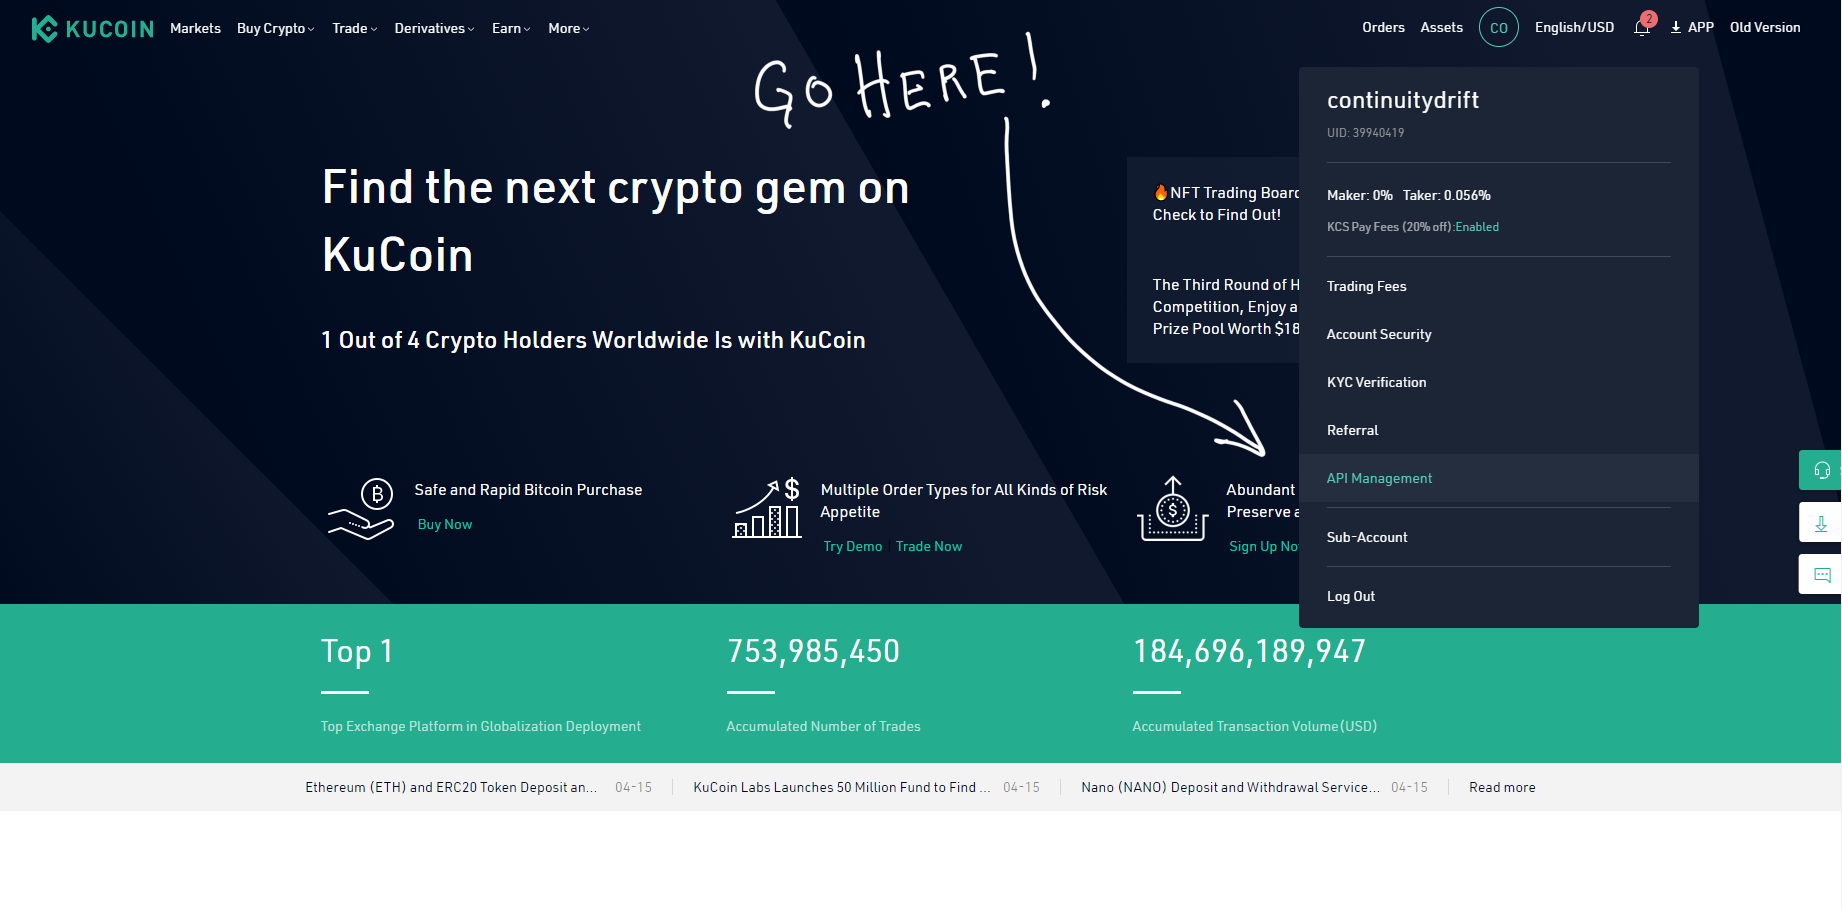 KUCOIN Markets Buy Crypto Trade Derivatives Earn More
Orders Assets CO English/USD 2 APP Old Version
GO HERE!
Find the next crypto gem on
KuCoin
1 Out of 4 Crypto Holders Worldwide Is with KuCoin
🔥NFT Trading Board
Check to Find Out!
The Third Round of H
Competition, Enjoy a
Prize Pool Worth $18
continuitydrift
UID: 39940419
Maker: 0% Taker: 0.056%
KCS Pay Fees (20% off):Enabled
Trading Fees
Account Security
KYC Verification
Referral
API Management
Sub-Account
Log Out
Safe and Rapid Bitcoin Purchase
Buy Now
Multiple Order Types for All Kinds of Risk
Appetite
Try Demo Trade Now
Abundant
Preserve a
Sign Up No
Top 1
Top Exchange Platform in Globalization Deployment
753,985,450
Accumulated Number of Trades
184,696,189,947
Accumulated Transaction Volume(USD)
Ethereum (ETH) and ERC20 Token Deposit an... 04-15
KuCoin Labs Launches 50 Million Fund to Find ... 04-15
Nano (NANO) Deposit and Withdrawal Service... 04-15
Read more